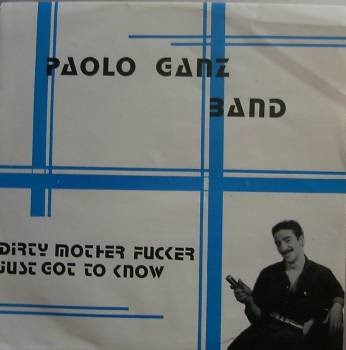 PAOLO GANZ
BAND
DIRTY MOTHER FUCKER
JUST GOT TO KNOW